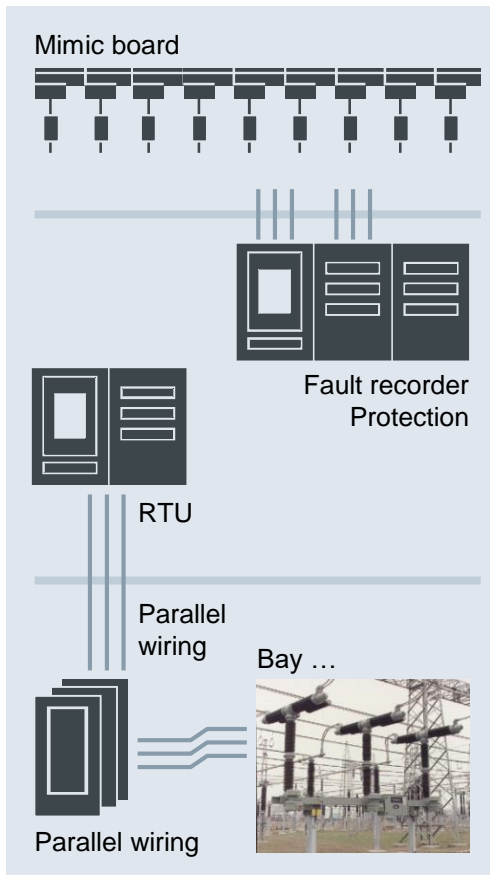 Mimic board
Fault recorder
Protection
RTU
Parallel
wiring
Bay …
Parallel wiring